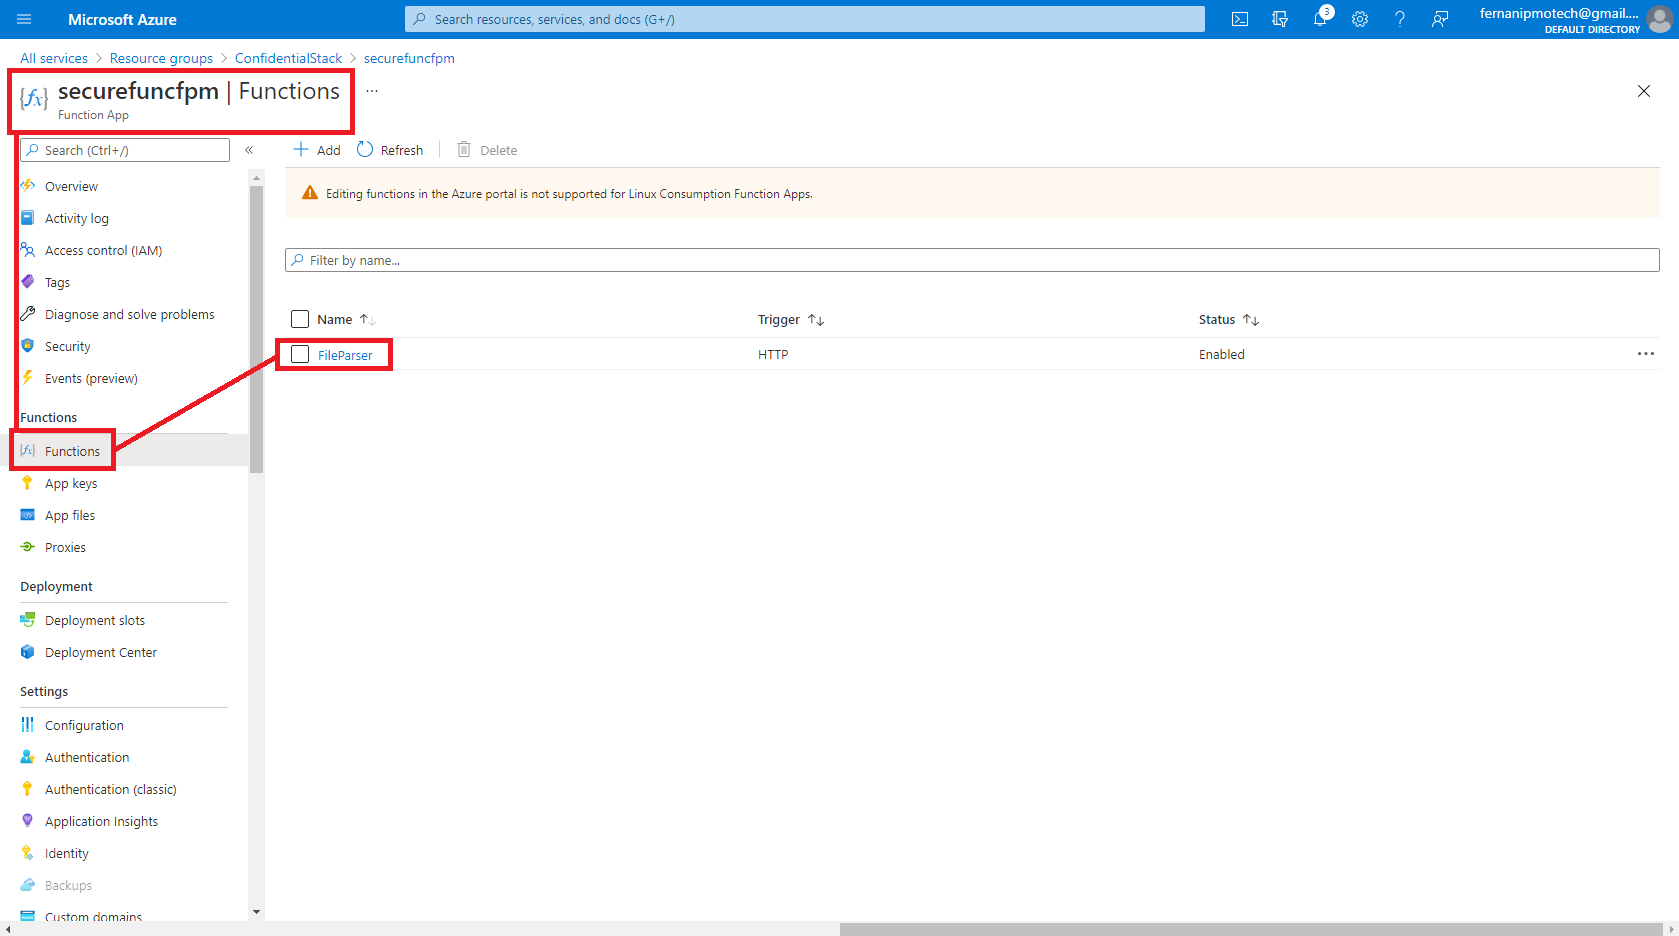 Microsoft Azure
Search resources, services, and docs (G+/)
3
fernanipmotech@gmail....
DEFAULT DIRECTORY
All services > Resource groups > ConfidentialStack > securefuncfpm
{fx} securefuncfpm | Functions ...
Function App
Search (Ctrl+/) «
Overview
Activity log
Access control (IAM)
Tags
Diagnose and solve problems
Security
Events (preview)
Functions
Functions
App keys
App files
Proxies
Deployment
Deployment slots
Deployment Center
Settings
Configuration
Authentication
Authentication (classic)
Application Insights
Identity
Backups
Custom domains
Add Refresh Delete
Editing functions in the Azure portal is not supported for Linux Consumption Function Apps.
Filter by name...
Name Trigger Status
FileParser HTTP Enabled